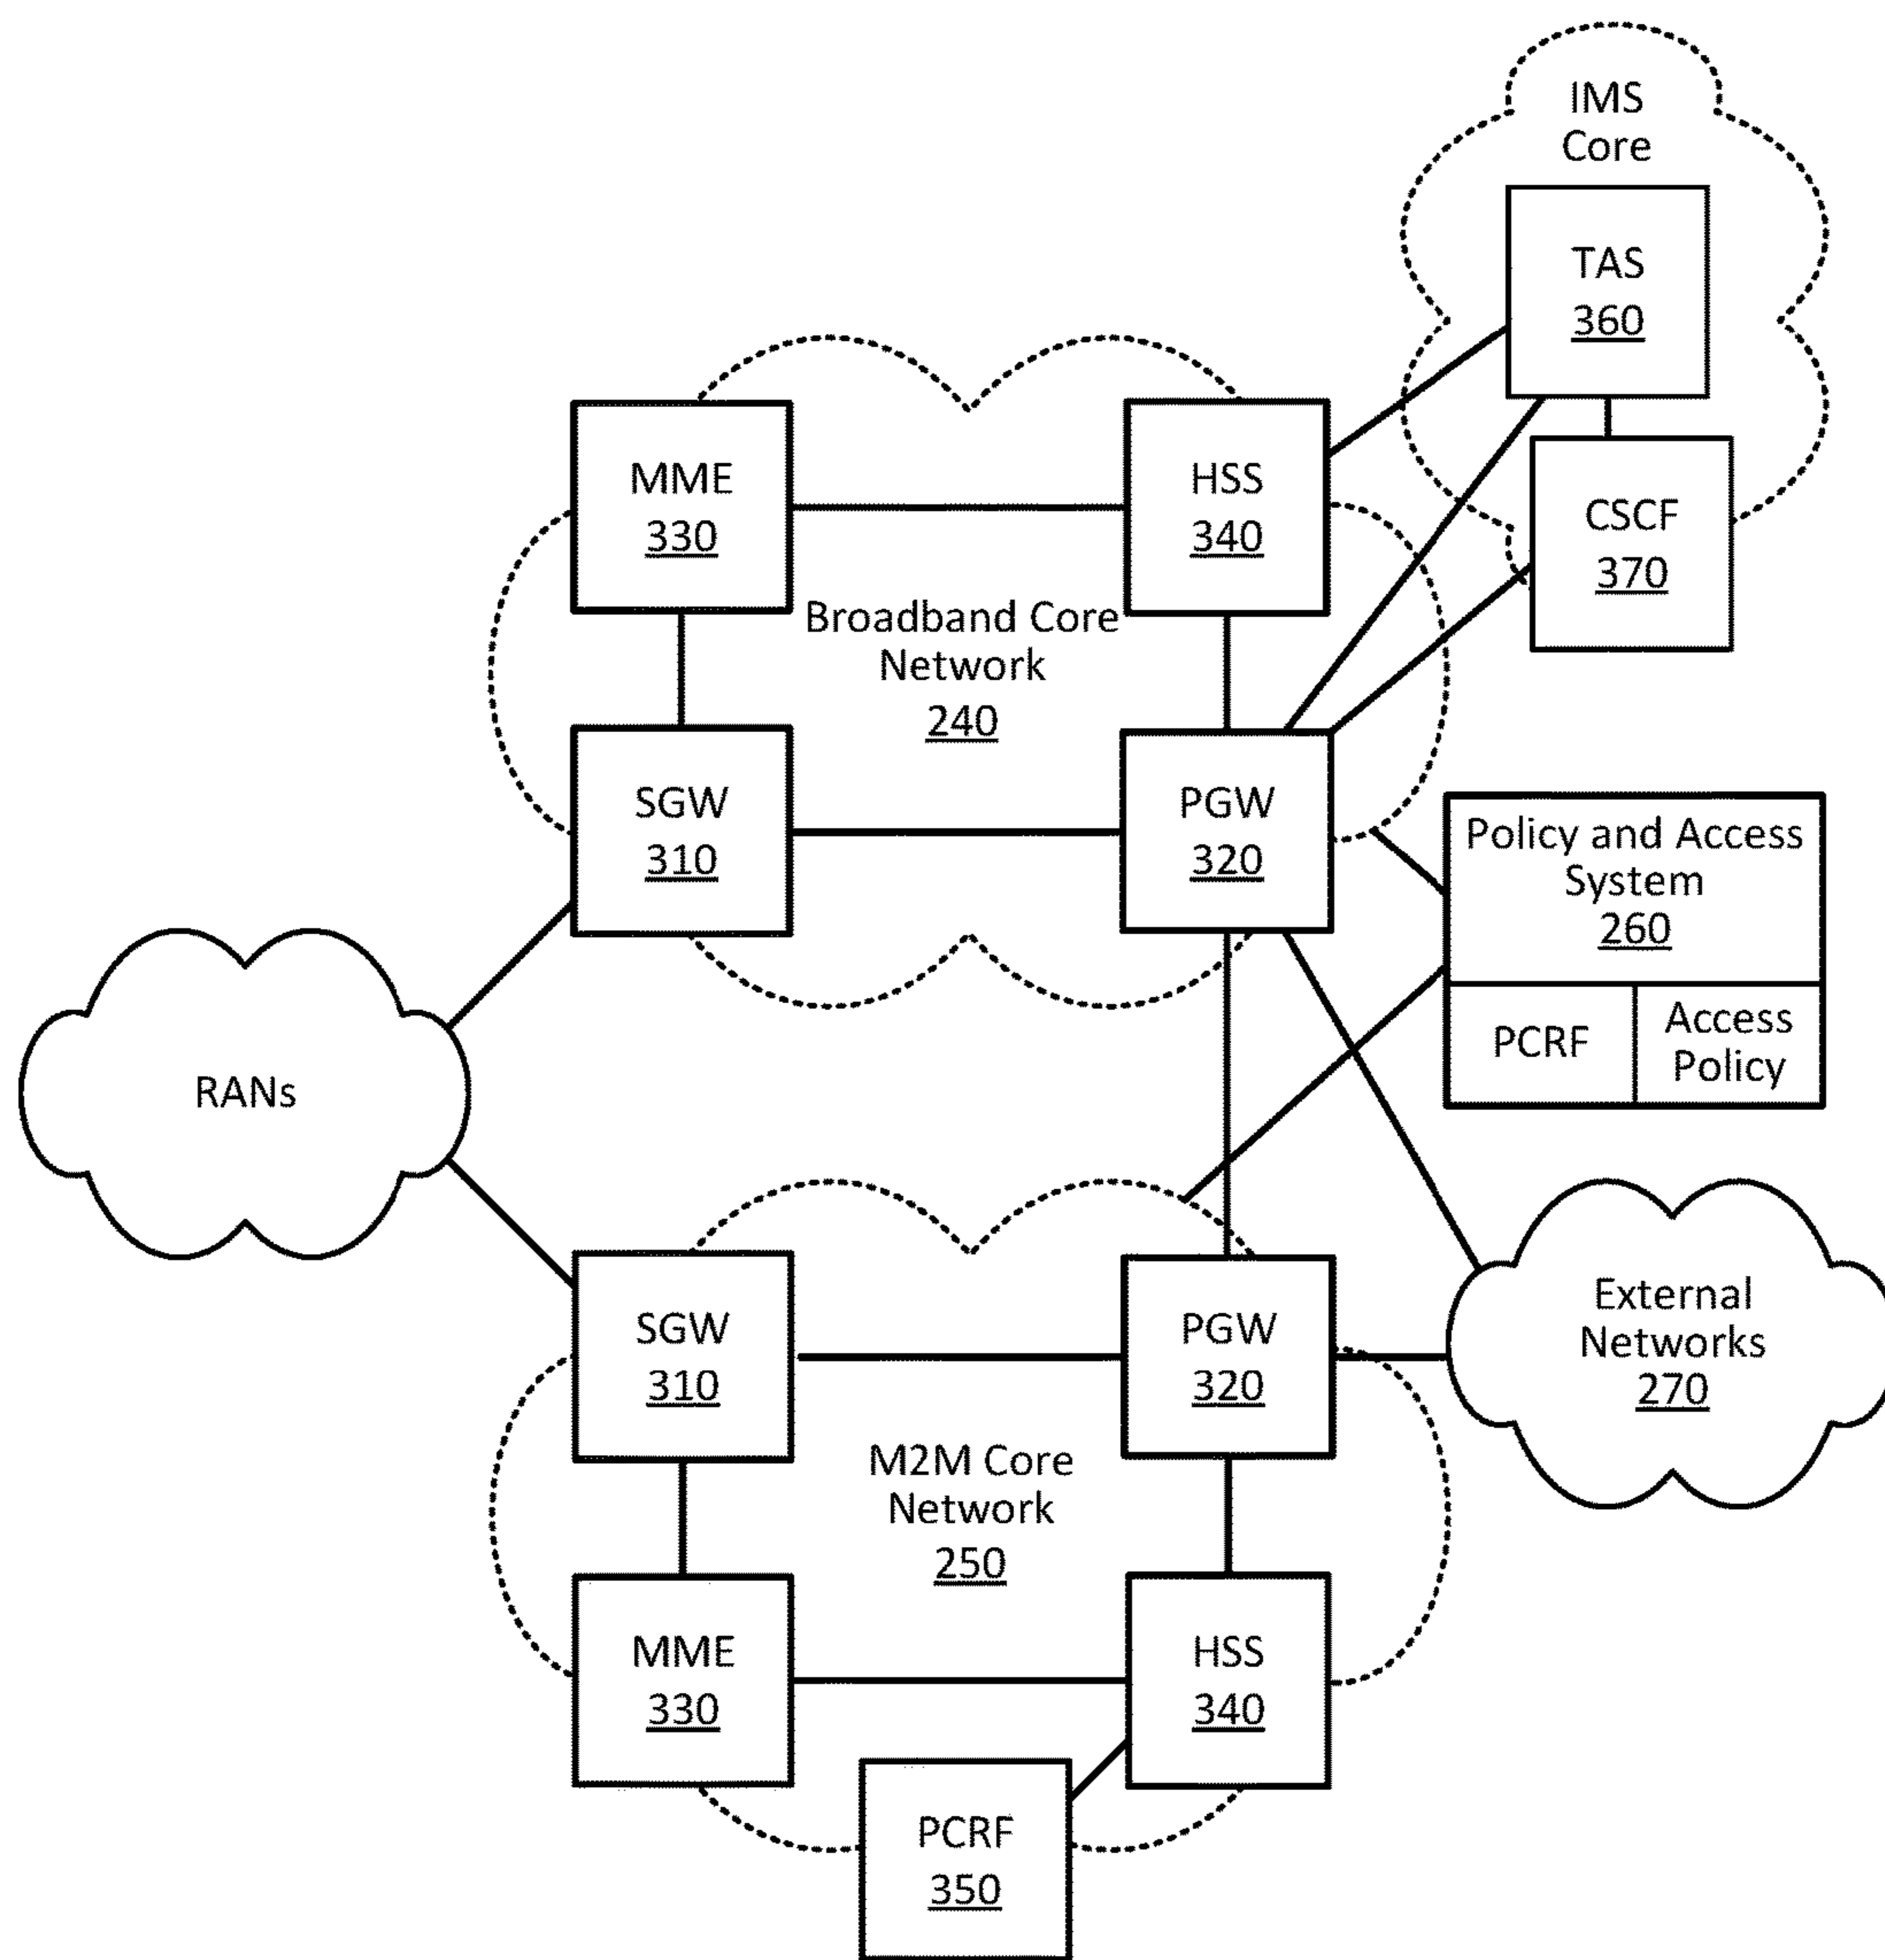 IMS
Core
TAS
360
MME
330
HSS
340
CSCF
370
Broadband Core
Network
240
SGW
310
PGW
320
Policy and Access
System
260
PCRF
Access
Policy
RANs
SGW
310
PGW
320
External
Networks
270
M2M Core
Network
250
MME
330
HSS
340
PCRF
350